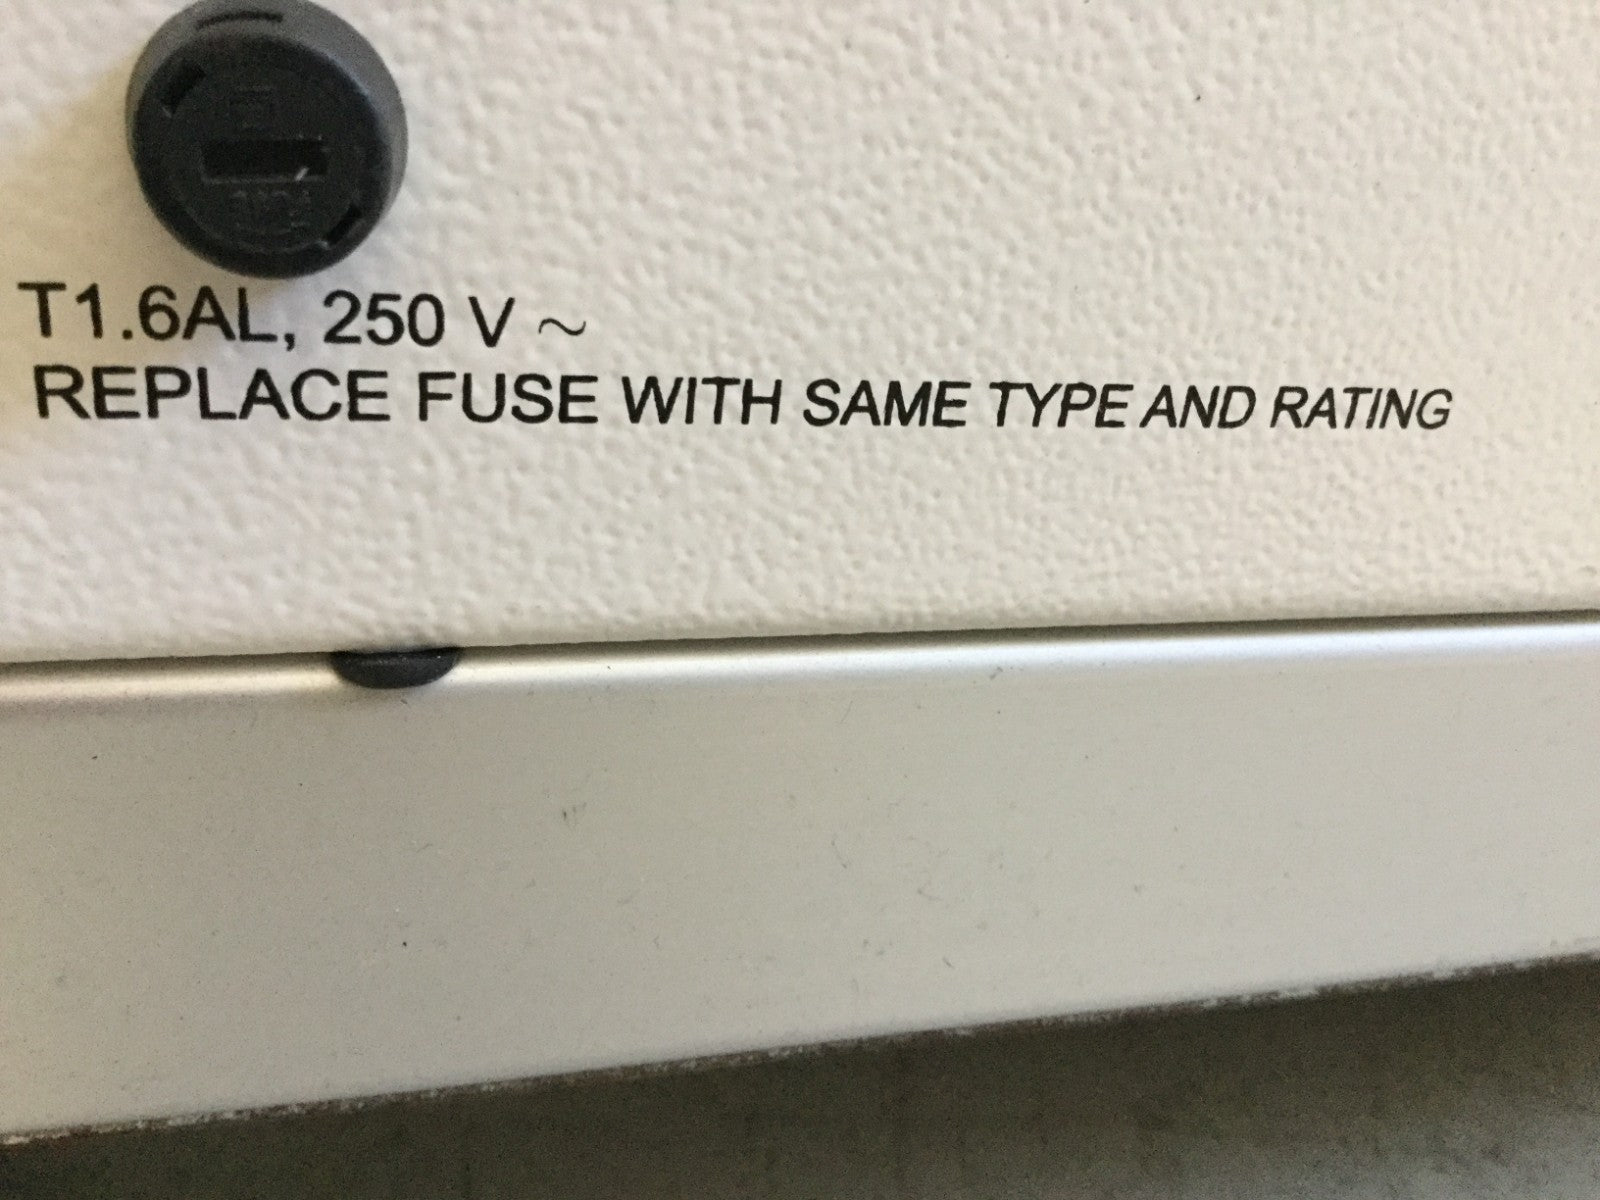 T1.6AL, 250 V ~
REPLACE FUSE WITH SAME TYPE AND RATING